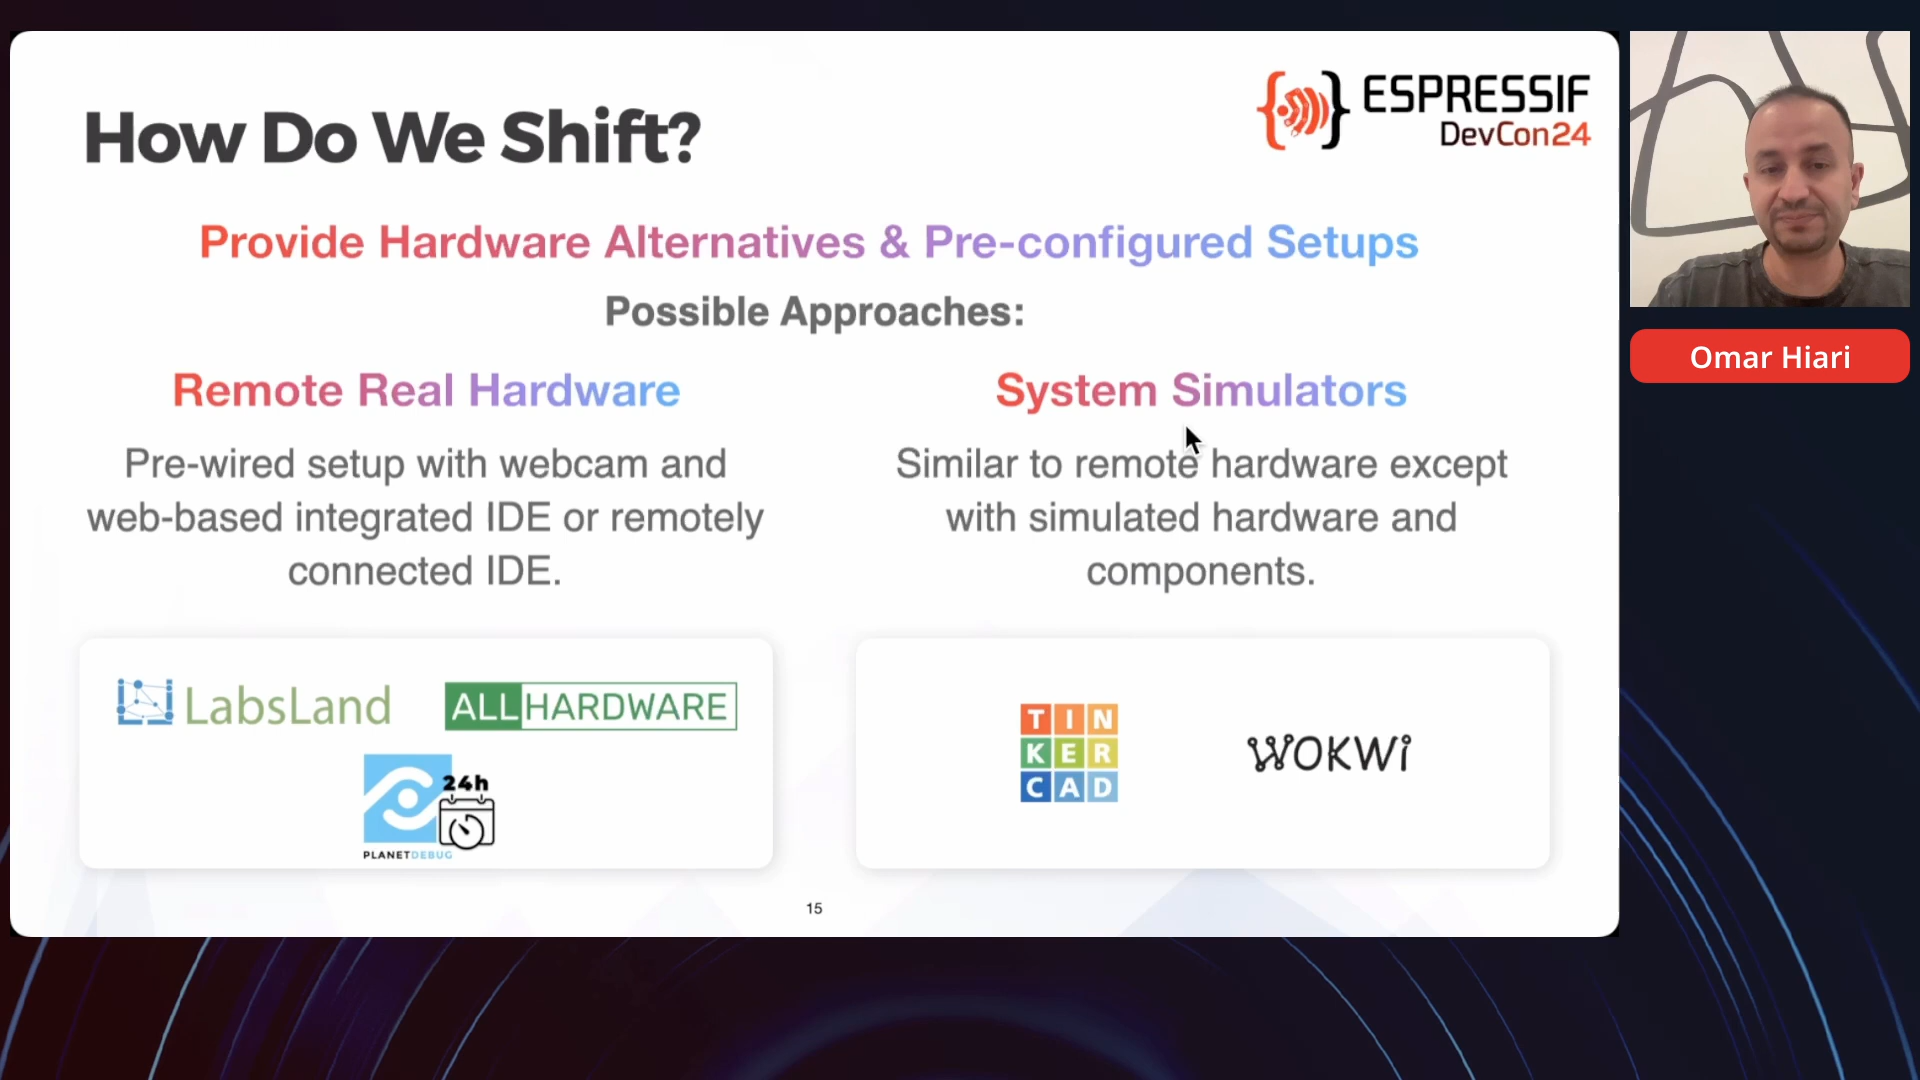 How Do We Shift?
ESPRESSIF
DevCon24
Provide Hardware Alternatives & Pre-configured Setups
Possible Approaches:
Remote Real Hardware
Pre-wired setup with webcam and
web-based integrated IDE or remotely
connected IDE.
LabsLand
ALLHARDWARE
24h
PLANETDEBUG
System Simulators
Similar to remote hardware except
with simulated hardware and
components.
TIN
KER
CAD
WOKWi
15
Omar Hiari